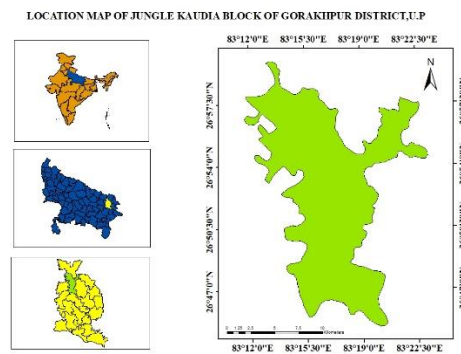 LOCATION MAP OF JUNGLE KAUDIA BLOCK OF GORAKHPUR DISTRICT,U.P
83°12'0"E 83°15'30"E 83°19'0"E 83°22'30"E
N
26°57'30"N
26°54'0"N
26°50'30"N
26°47'0"N
83°12'0"E 83°15'30"E 83°19'0"E 83°22'30"E